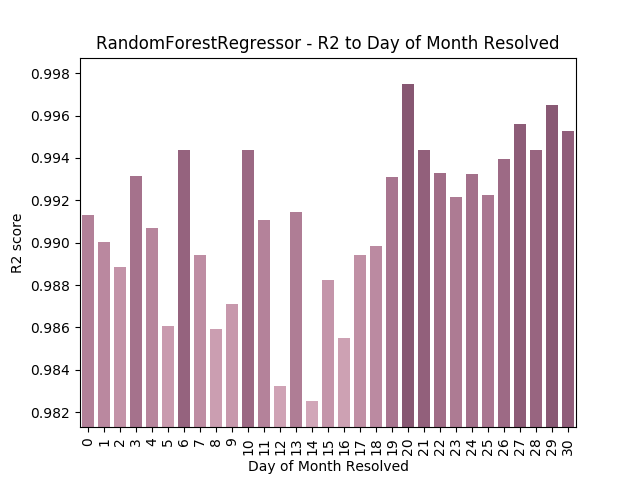 RandomForestRegressor - R2 to Day of Month Resolved
0.998
0.996
0.994
0.992
0.990
0.988
0.986
0.984
0.982
R2 score
0 1 2 3 4 5 6 7 8 9 10 11 12 13 14 15 16 17 18 19 20 21 22 23 24 25 26 27 28 29 30
Day of Month Resolved